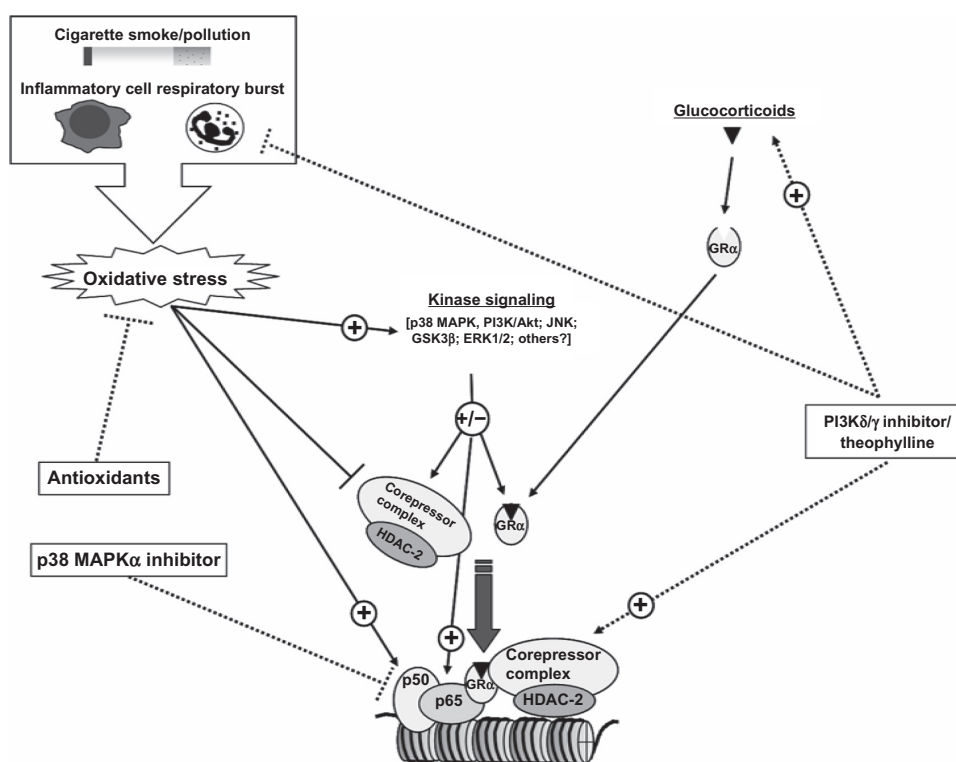 Cigarette smoke/pollution
Inflammatory cell respiratory burst
Glucocorticoids
+
GRα
Oxidative stress
Kinase signaling
[p38 MAPK, PI3K/Akt; JNK;
GSK3β; ERK1/2; others?]
+
+/−
PI3Kδ/γ inhibitor/
theophylline
Antioxidants
Corepressor
complex
HDAC-2
GRα
p38 MAPKα inhibitor
+
+
+
p50
p65
GRα
Corepressor
complex
HDAC-2